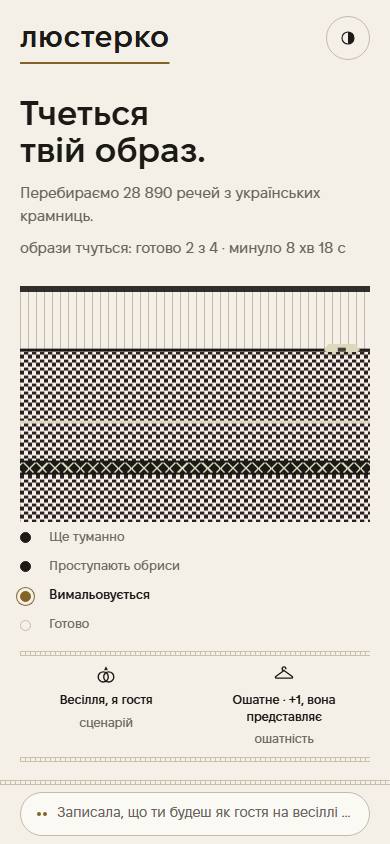 люстерко
Тчеться
твій образ.
Перебираємо 28 890 речей з українських
крамниць.
образи тчуться: готово 2 з 4 · минуло 8 хв 18 с
Ще туманно
Проступають обриси
Вимальовується
Готово
Весілля, я гостя
сценарій
Ошатне · +1, вона
представляє
ошатність
Записала, що ти будеш як гостя на весіллі ...